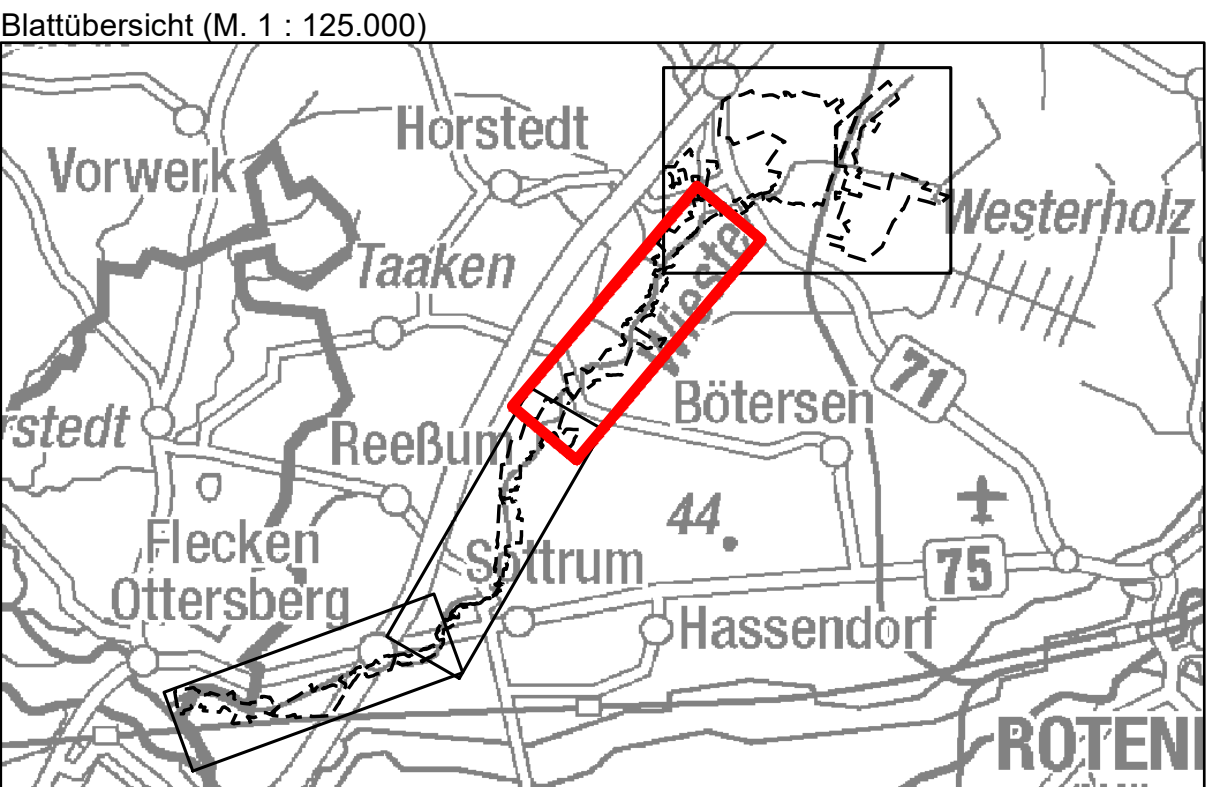 Blattübersicht (M. 1 : 125.000)
Horstedt
Vorwerk
Westerholz
Taaken
Wieste
71
Bötersen
rstedt
Reeßum
44
Flecken
Ottersberg
Sottrum
75
Hassendorf
ROTEN